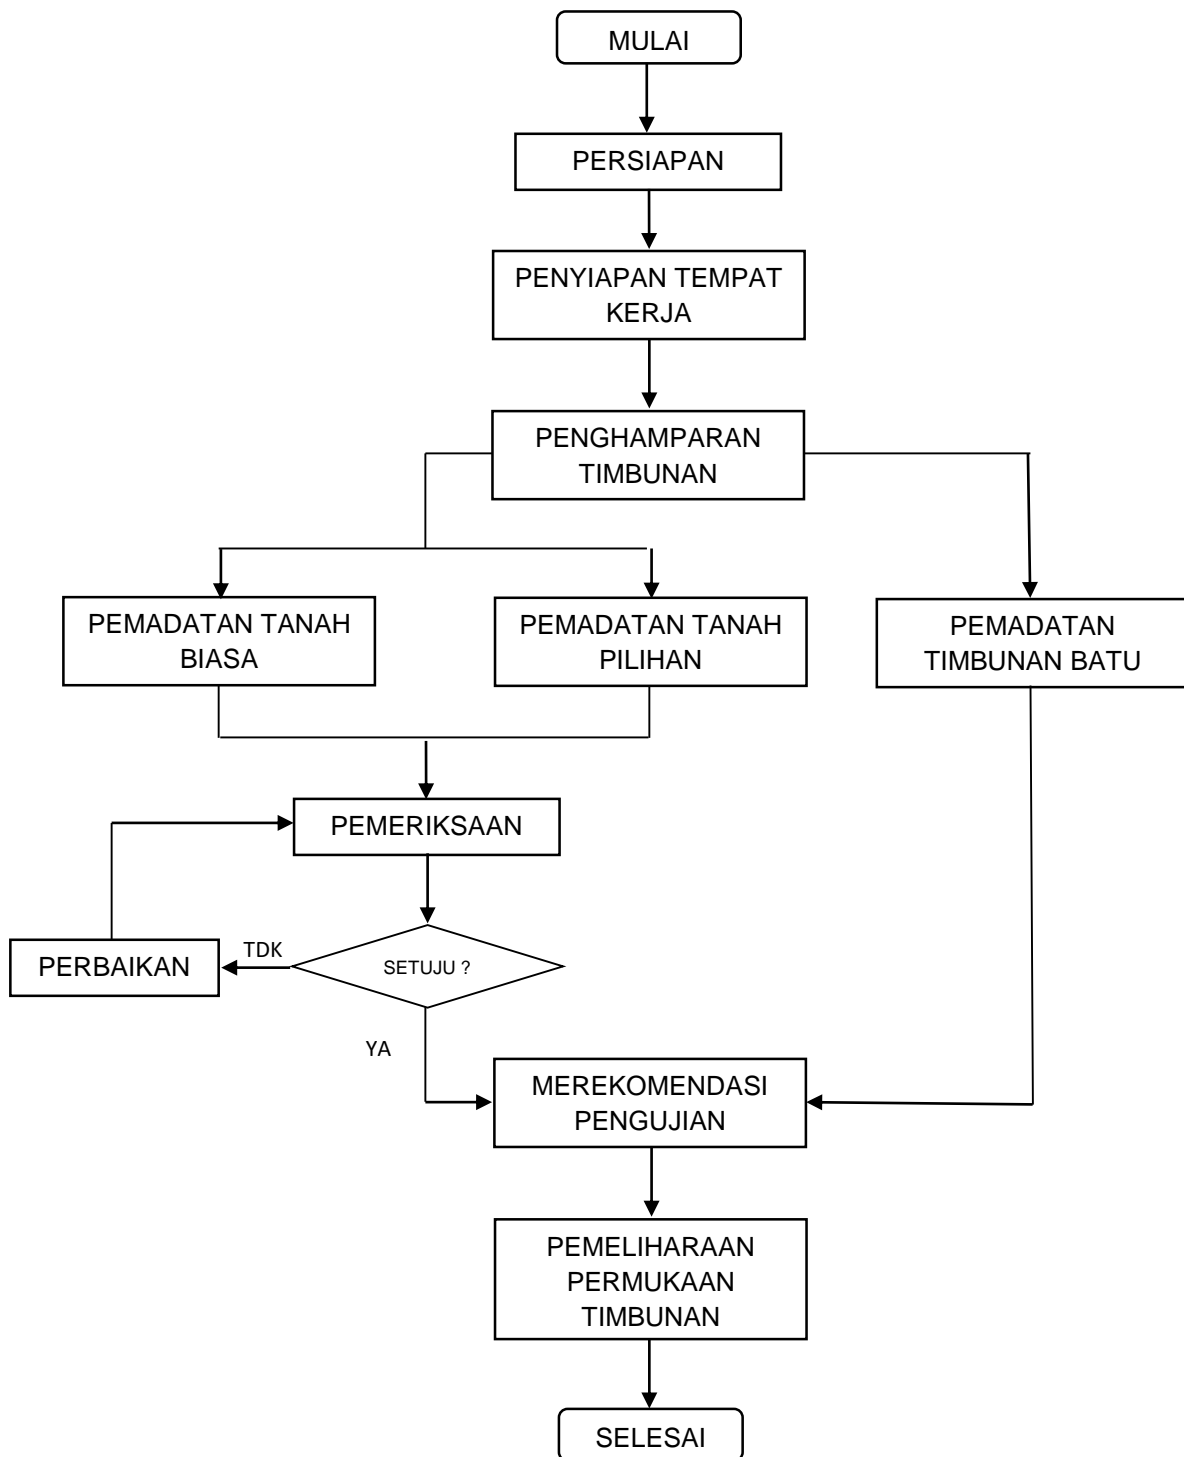 MULAI
PERSIAPAN
PENYIAPAN TEMPAT
KERJA
PENGHAMPARAN
TIMBUNAN
PEMADATAN TANAH
BIASA
PEMADATAN TANAH
PILIHAN
PEMADATAN
TIMBUNAN BATU
PEMERIKSAAN
PERBAIKAN
TDK
SETUJU ?
YA
MEREKOMENDASI
PENGUJIAN
PEMELIHARAAN
PERMUKAAN
TIMBUNAN
SELESAI